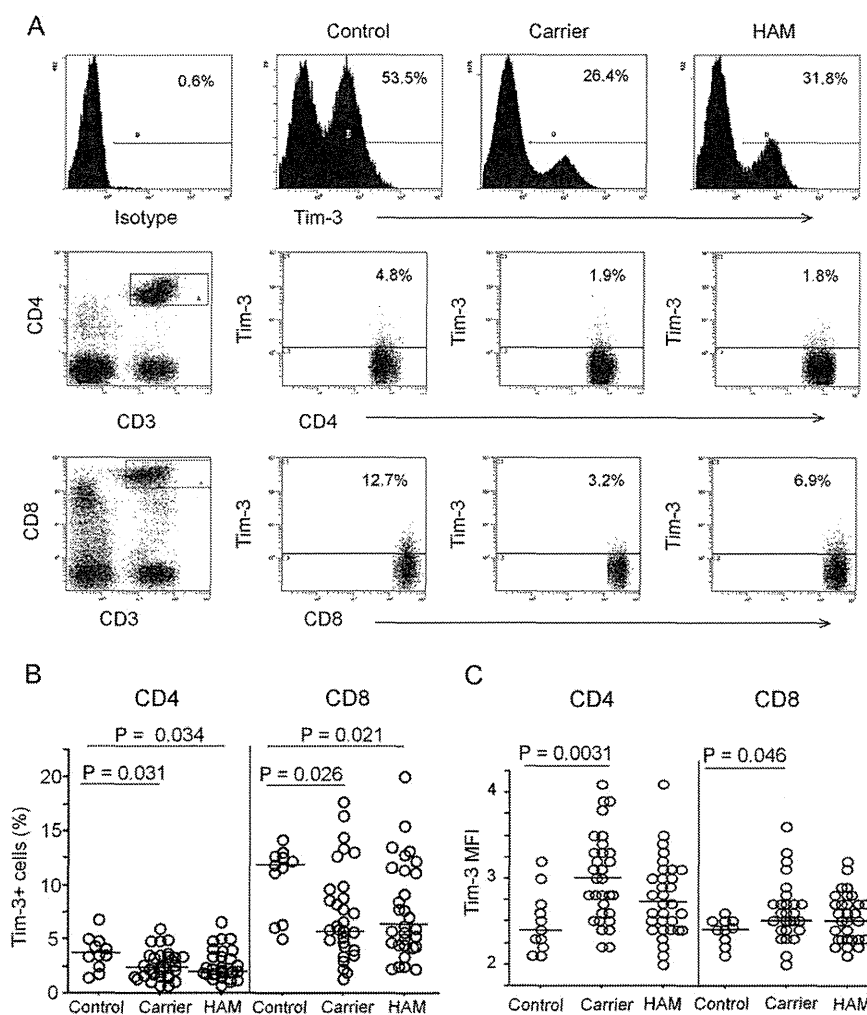 A
Control Carrier HAM
0.6% 53.5% 26.4% 31.8%
Isotype Tim-3
CD4 Tim-3 4.8% Tim-3 1.9% Tim-3 1.8%
CD3 CD4
CD8 Tim-3 12.7% Tim-3 3.2% Tim-3 6.9%
CD3 CD8
B
CD4 CD8
P = 0.034 P = 0.021
P = 0.031 P = 0.026
Tim-3+ cells (%)
20
15
10
5
0
Control Carrier HAM Control Carrier HAM
C
CD4 CD8
P = 0.0031 P = 0.046
Tim-3 MFI
4
3
2
Control Carrier HAM Control Carrier HAM